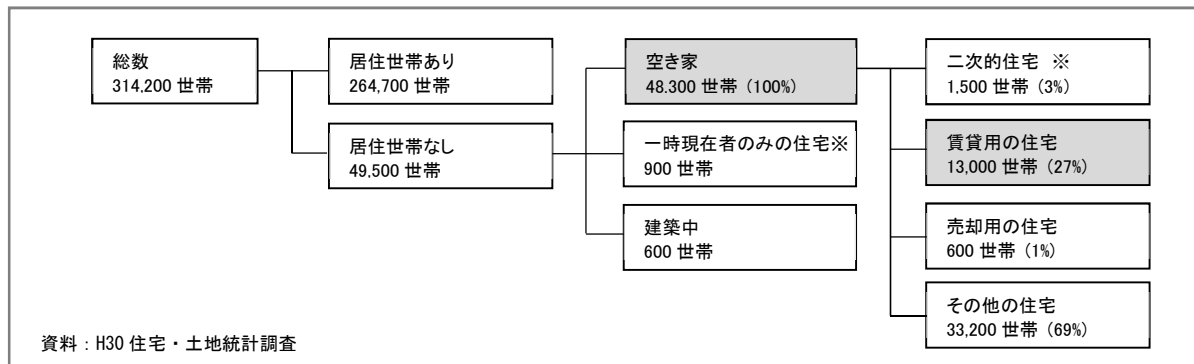 総数
314,200 世帯
居住世帯あり
264,700 世帯
居住世帯なし
49,500 世帯
空き家
48.300 世帯 (100%)
一時現在者のみの住宅※
900 世帯
建築中
600 世帯
二次的住宅 ※
1,500 世帯 (3%)
賃貸用の住宅
13,000 世帯 (27%)
売却用の住宅
600 世帯 (1%)
その他の住宅
33,200 世帯 (69%)
資料：H30 住宅・土地統計調査